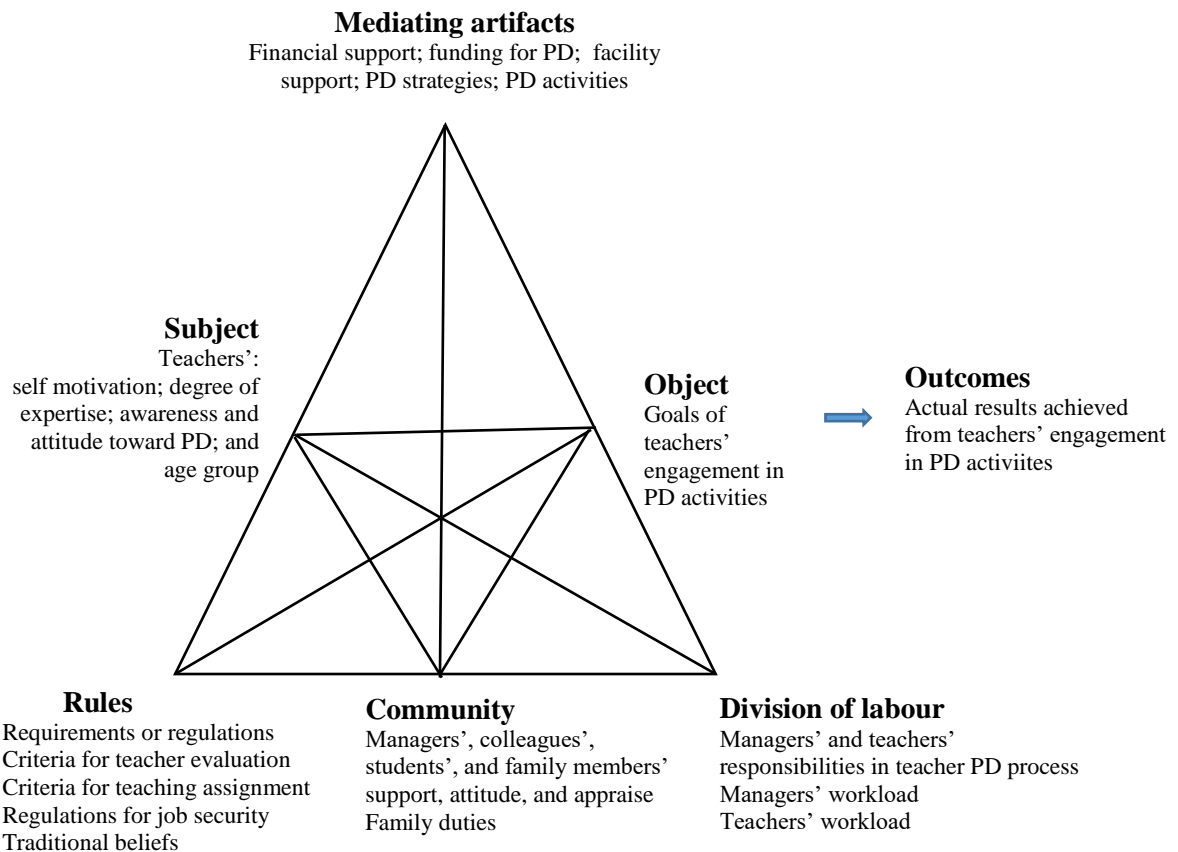 Mediating artifacts
Financial support; funding for PD; facility
support; PD strategies; PD activities
Subject
Teachers’:
self motivation; degree of
expertise; awareness and
attitude toward PD; and
age group
Object
Goals of
teachers’
engagement in
PD activities
Outcomes
Actual results achieved
from teachers’ engagement
in PD activiites
Rules
Requirements or regulations
Criteria for teacher evaluation
Criteria for teaching assignment
Regulations for job security
Traditional beliefs
Community
Managers’, colleagues’,
students’, and family members’
support, attitude, and appraise
Family duties
Division of labour
Managers’ and teachers’
responsibilities in teacher PD process
Managers’ workload
Teachers’ workload